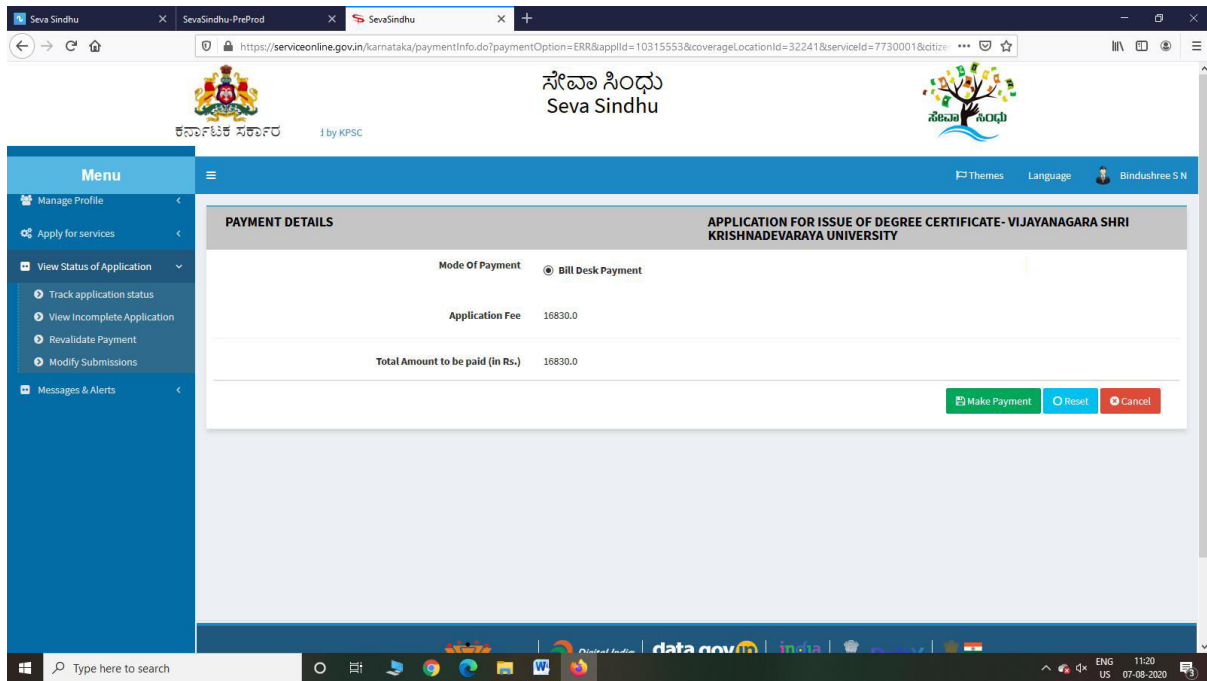 Seva Sindhu
SevaSindhu-PreProd
SevaSindhu
https://serviceonline.gov.in/karnataka/paymentInfo.do?paymentOption=ERR&applId=10315553&coverageLocationId=32241&serviceId=7730001&citize
ಕರ್ನಾಟಕ ಸರ್ಕಾರ
d by KPSC
ಸೇವಾ ಸಿಂಧು
Seva Sindhu
ಸೇವಾ ಸಿಂಧು
Menu
Themes Language Bindushree S N
Manage Profile
Apply for services
View Status of Application
Track application status
View Incomplete Application
Revalidate Payment
Modify Submissions
Messages & Alerts
PAYMENT DETAILS
APPLICATION FOR ISSUE OF DEGREE CERTIFICATE- VIJAYANAGARA SHRI
KRISHNADEVARAYA UNIVERSITY
Mode Of Payment Bill Desk Payment
Application Fee 16830.0
Total Amount to be paid (in Rs.) 16830.0
Make Payment Reset Cancel
Digital India data.gov india
Type here to search
ENG 11:20
US 07-08-2020
3